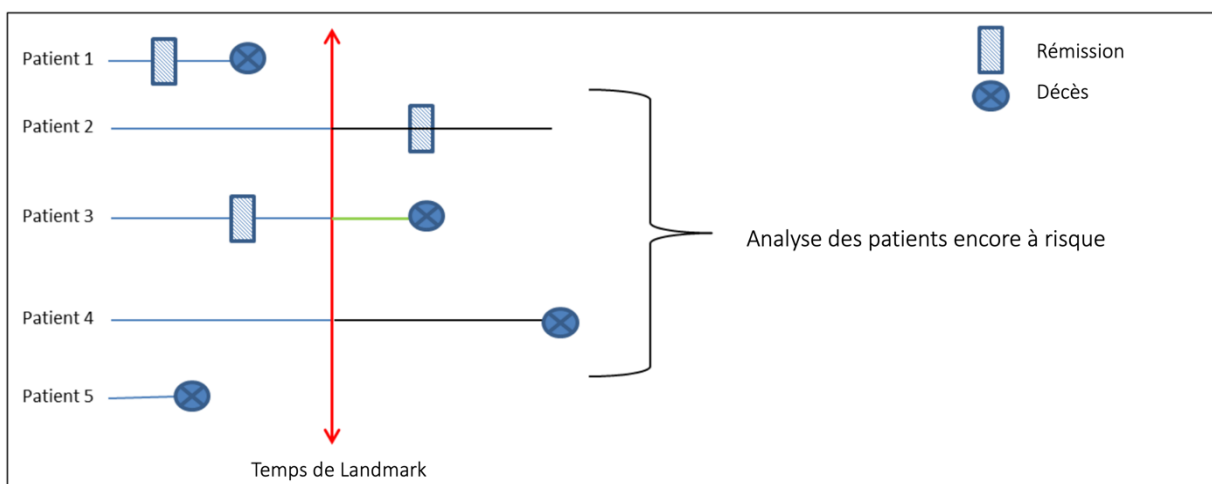 Patient 1
Rémission
Décès
Patient 2
Patient 3
Analyse des patients encore à risque
Patient 4
Patient 5
Temps de Landmark